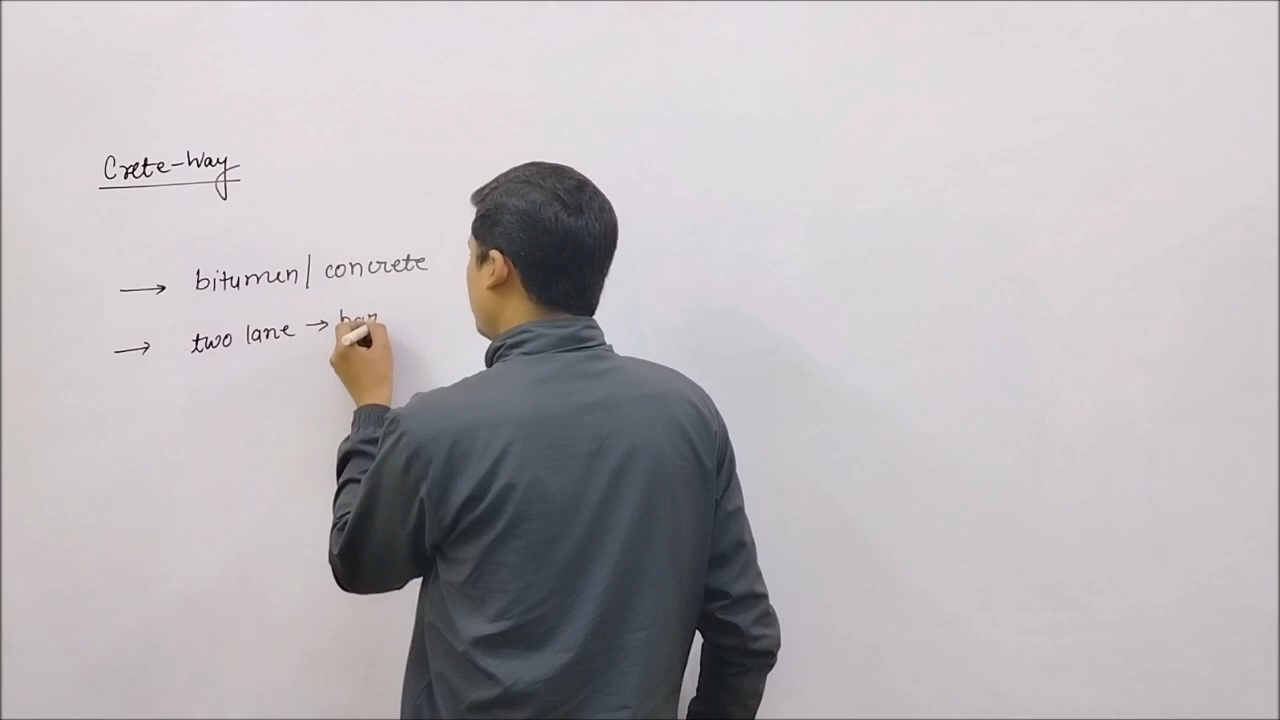 Crete-Way
→ bitumen/concrete
→ two lane →